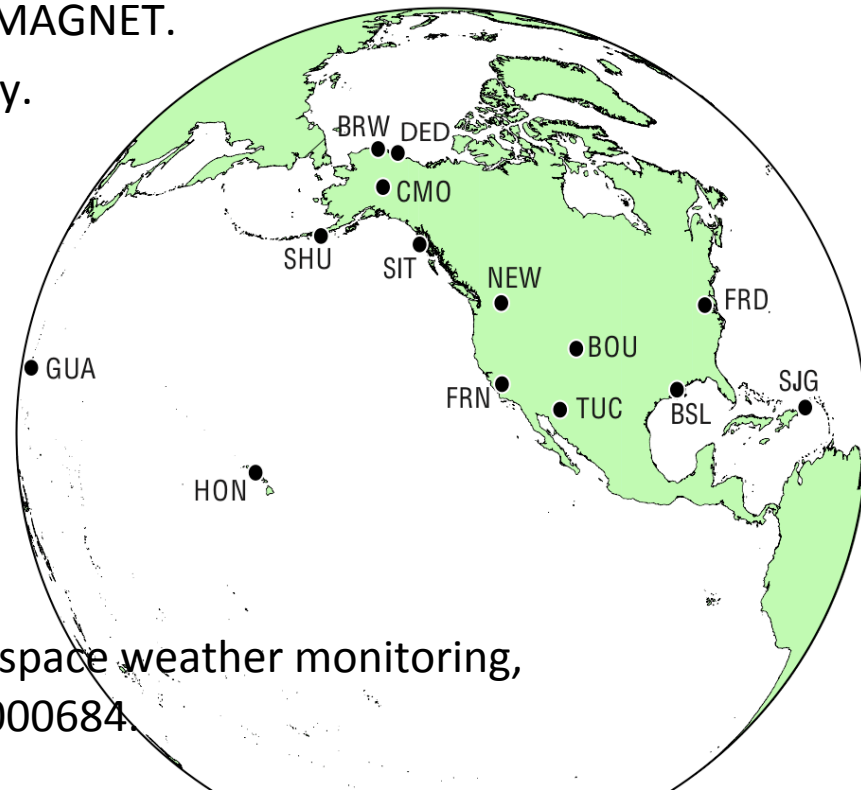 MAGNET.
y.
BRW
DED
CMO
SHU
SIT
NEW
FRD
BOU
GUA
FRN
TUC
BSL
SJG
HON
space weather monitoring,
000684.